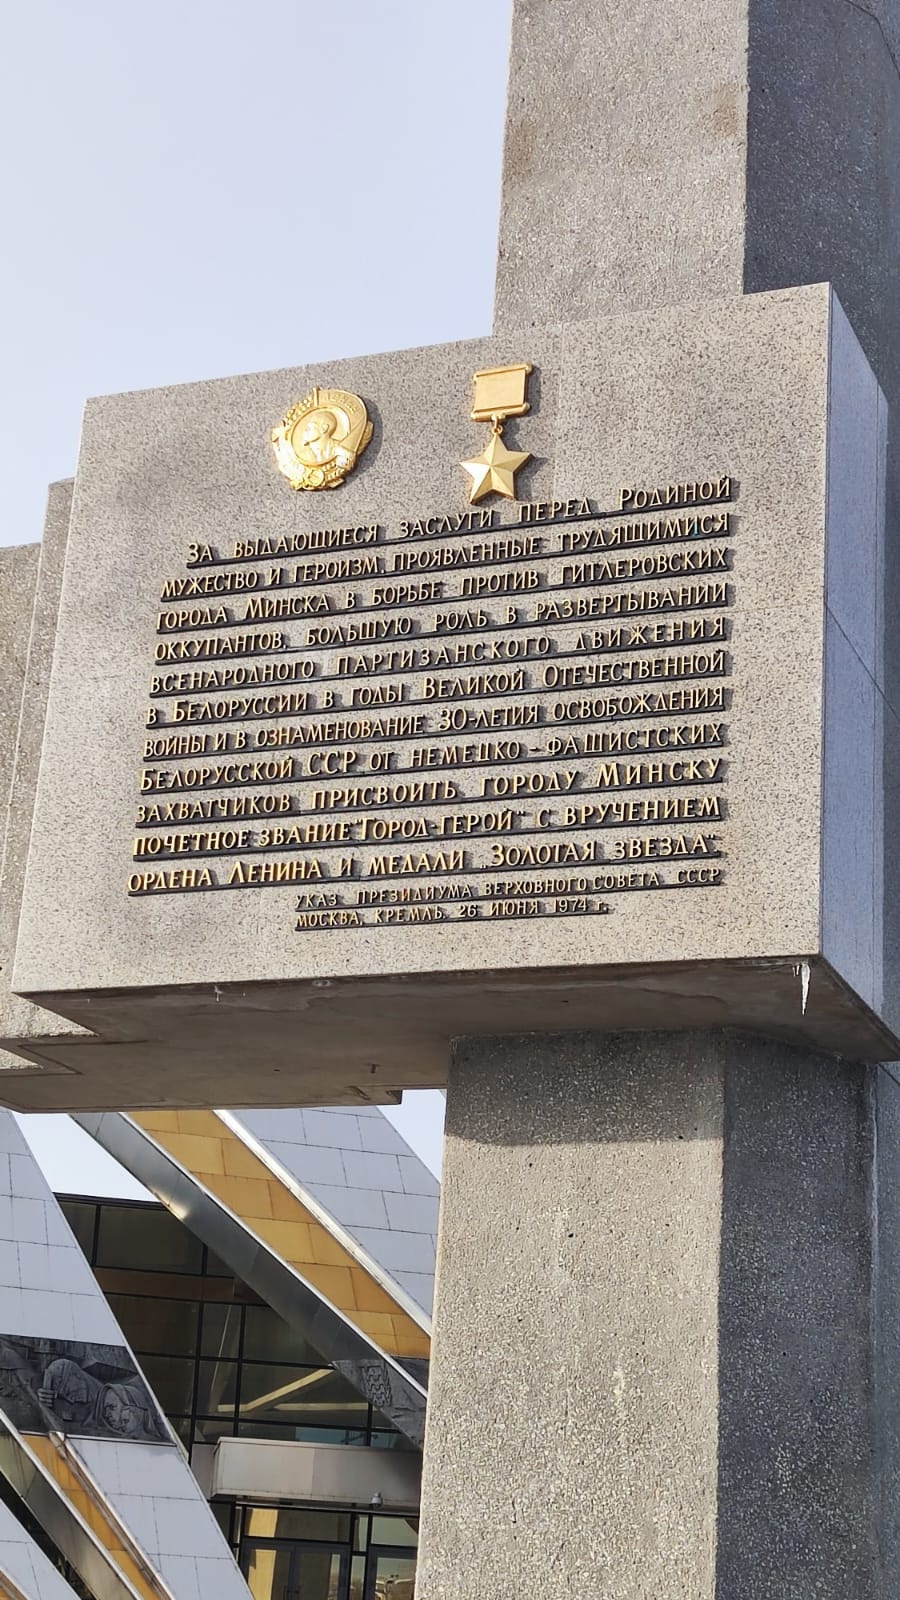 За выдающиеся заслуги перед Родиной
мужество и героизм, проявленные трудящимися
города Минска в борьбе против гитлеровских
оккупантов, большую роль в развертывании
всенародного партизанского движения
в Белоруссии в годы Великой Отечественной
войны и в ознаменование 30-летия освобождения
Белорусской ССР от немецко-фашистских
захватчиков присвоить городу Минску
почетное звание "Город-герой" с вручением
ордена Ленина и медали „Золотая Звезда".
Указ Президиума Верховного Совета СССР
Москва, Кремль. 26 июня 1974 г.